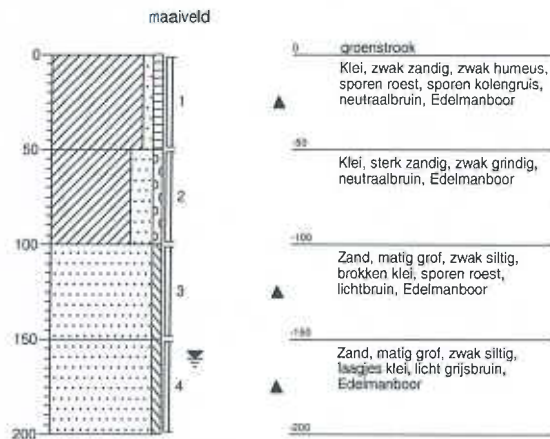 maaiveld
0
50
100
150
200
1
2
3
4
0
groenstrook
Klei, zwak zandig, zwak humeus,
sporen roest, sporen kolengruis,
neutraalbruin, Edelmanboor
-50
Klei, sterk zandig, zwak grindig,
neutraalbruin, Edelmanboor
-100
Zand, matig grof, zwak siltig,
brokken klei, sporen roest,
lichtbruin, Edelmanboor
-150
Zand, matig grof, zwak siltig,
laagjes klei, licht grijsbruin,
Edelmanboor
-200